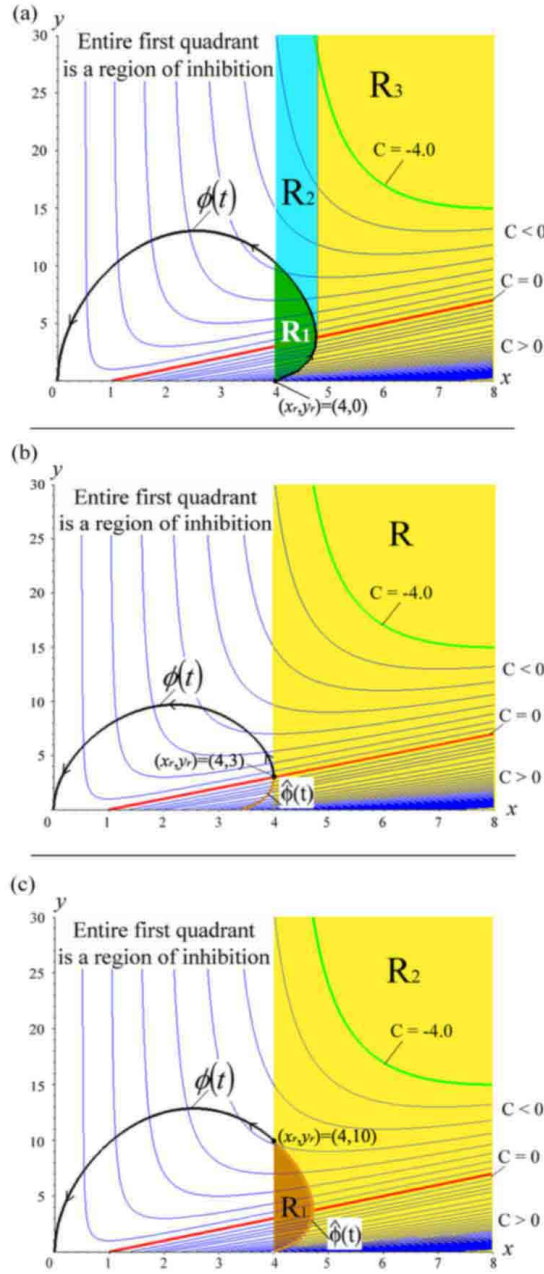 (a)
y
30
Entire first quadrant
is a region of inhibition
R3
25
C = -4.0
20
R2
ϕ(t)
15
C < 0
10
C = 0
R1
5
C > 0
0 1 2 3 4 5 6 7 8
x
(xr,yr)=(4,0)
(b)
y
30
Entire first quadrant
is a region of inhibition
R
25
C = -4.0
20
15
ϕ(t)
C < 0
10
C = 0
(xr,yr)=(4,3)
5
C > 0
ϕ̂(t)
0 1 2 3 4 5 6 7 8
x
(c)
y
30
Entire first quadrant
is a region of inhibition
25
R2
20
C = -4.0
ϕ(t)
15
(xr,yr)=(4,10)
C < 0
10
C = 0
5
R1
C > 0
ϕ̂(t)
0 1 2 3 4 5 6 7 8
x